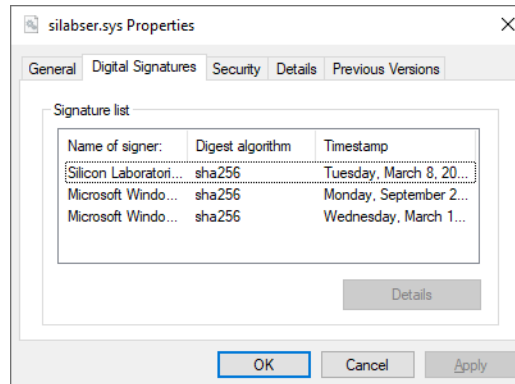 silabser.sys Properties
General Digital Signatures Security Details Previous Versions
Signature list
Name of signer: Digest algorithm Timestamp
Silicon Laboratori... sha256 Tuesday, March 8, 20...
Microsoft Windo... sha256 Monday, September 2...
Microsoft Windo... sha256 Wednesday, March 1...
Details
OK Cancel Apply